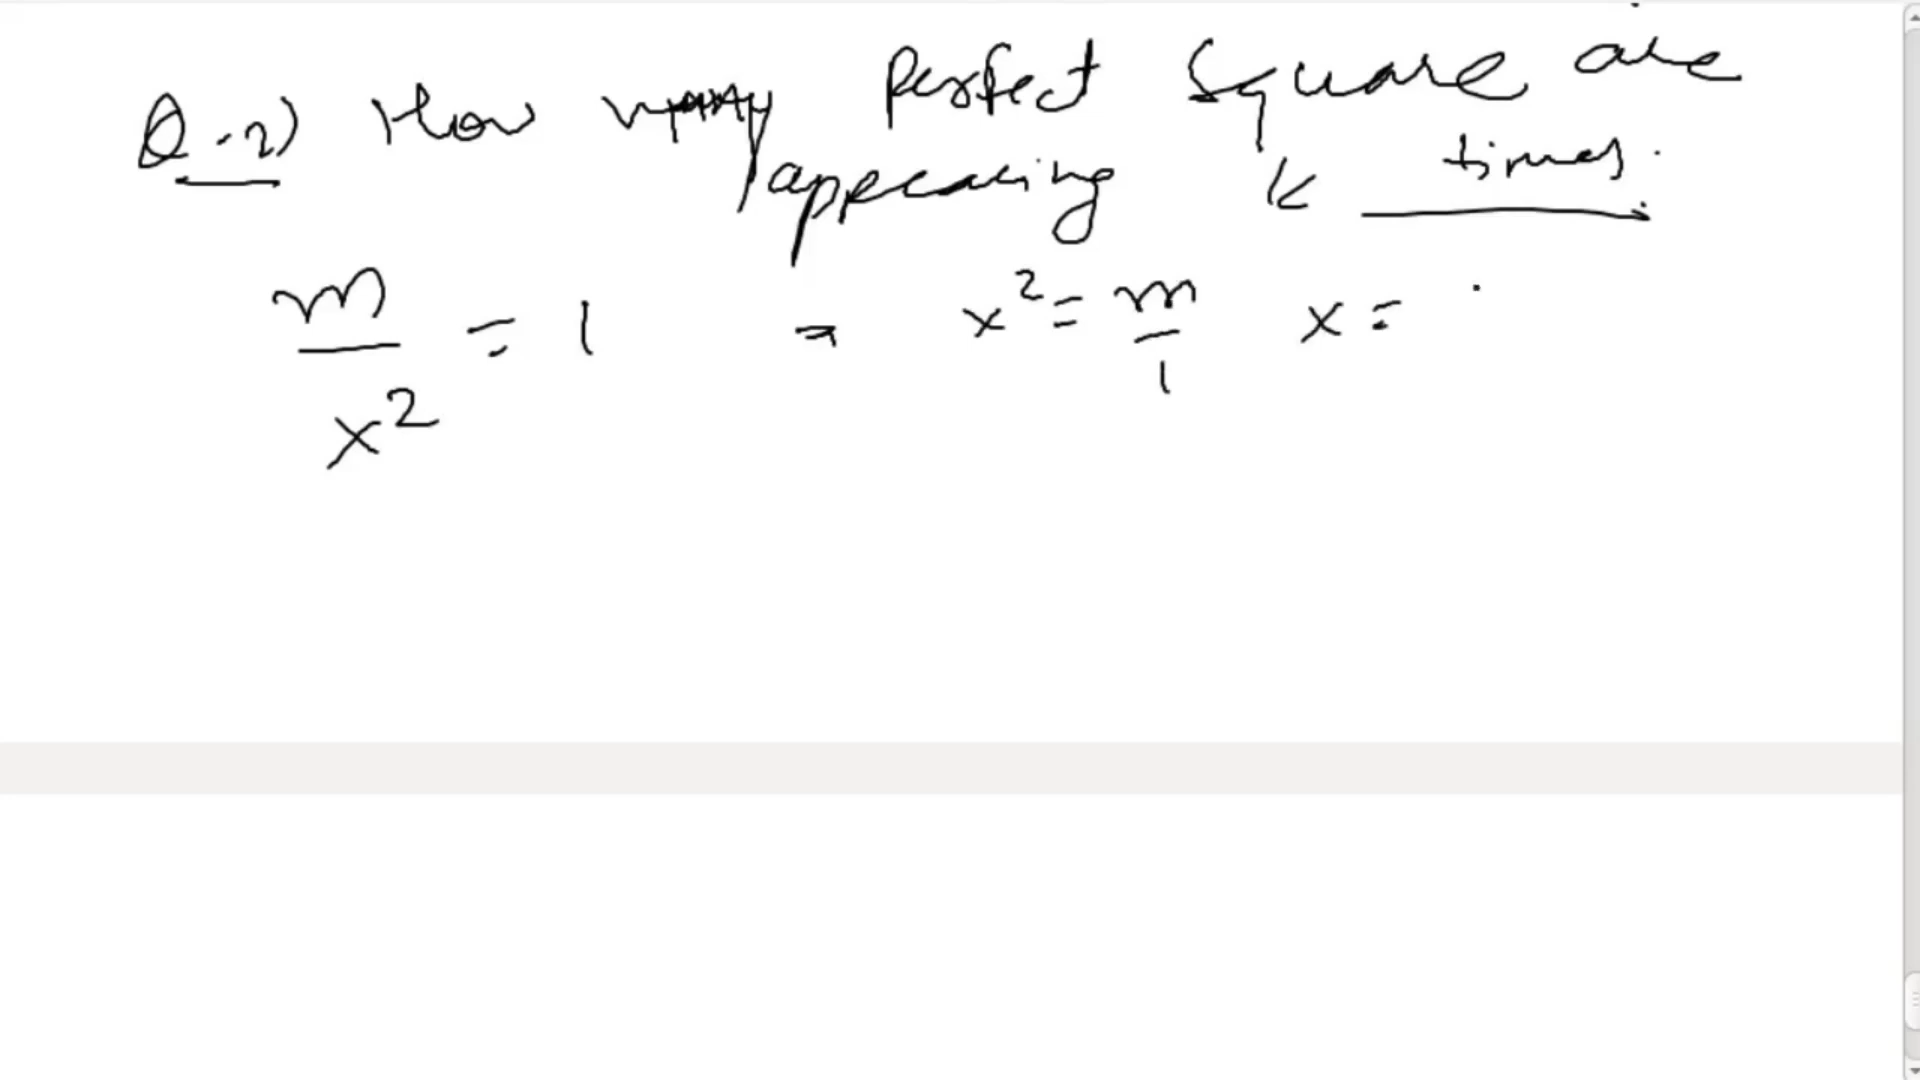 Q.2) How many Perfect Square are
appearing k times.
m/x² = 1 ⇒ x² = m/1 x =